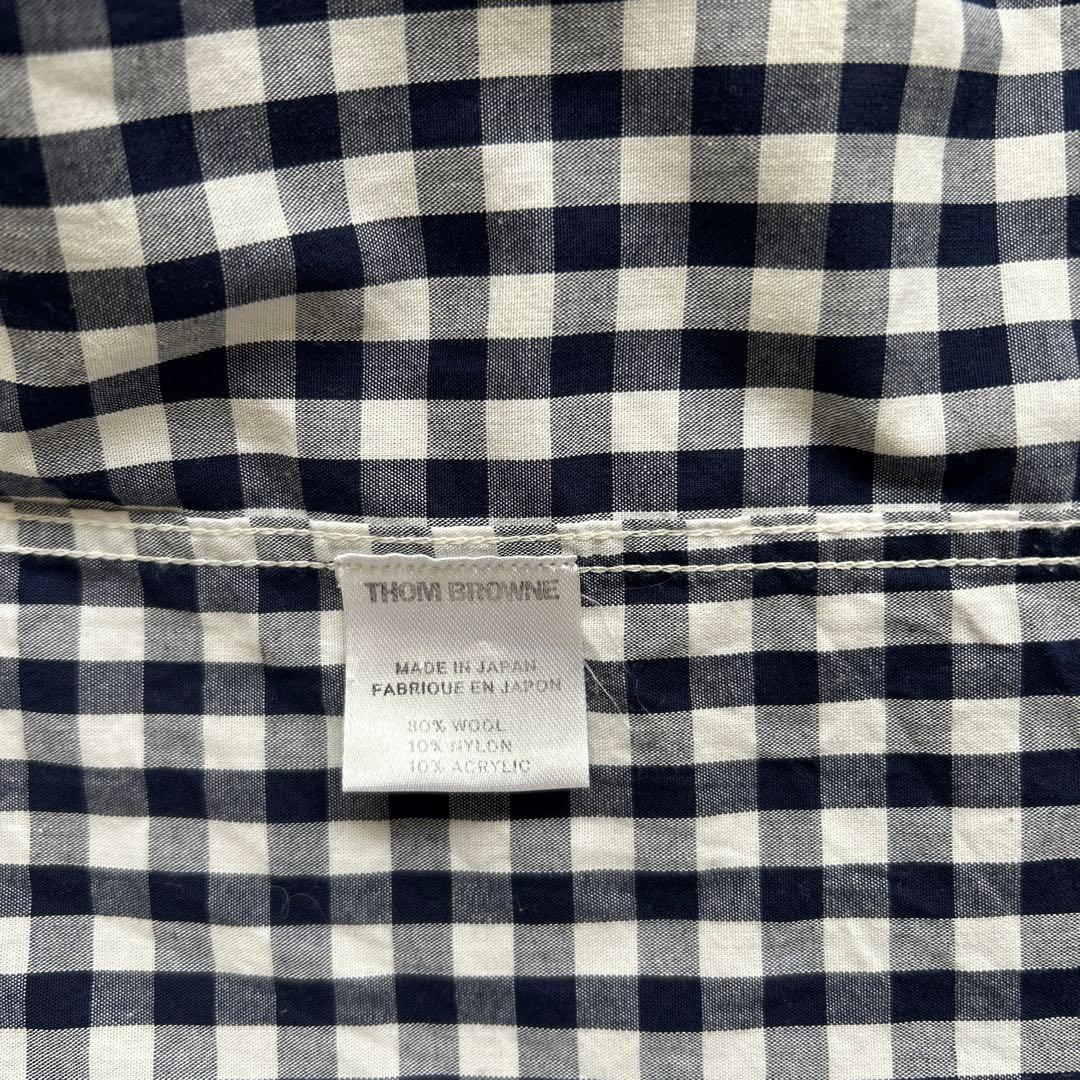 THOM BROWNE
MADE IN JAPAN
FABRIQUE EN JAPON
80% WOOL
10% NYLON
10% ACRYLIC